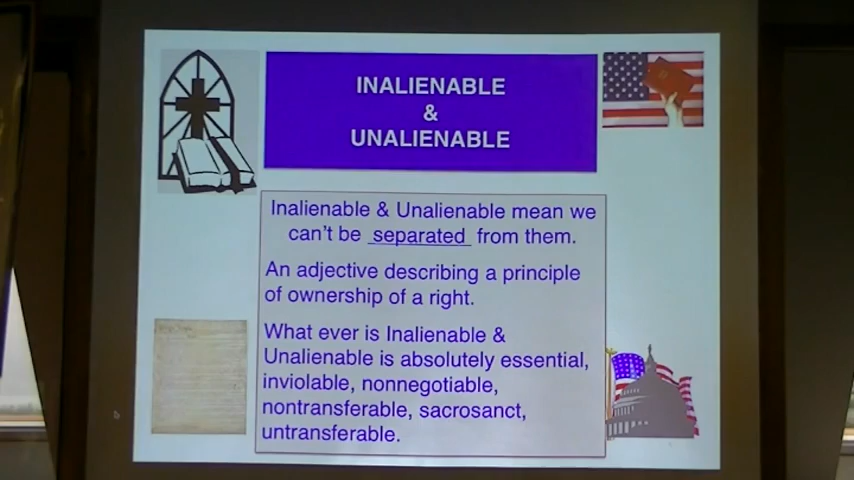 INALIENABLE
&
UNALIENABLE
Inalienable & Unalienable mean we
can't be separated from them.
An adjective describing a principle
of ownership of a right.
What ever is Inalienable &
Unalienable is absolutely essential,
inviolable, nonnegotiable,
nontransferable, sacrosanct,
untransferable.